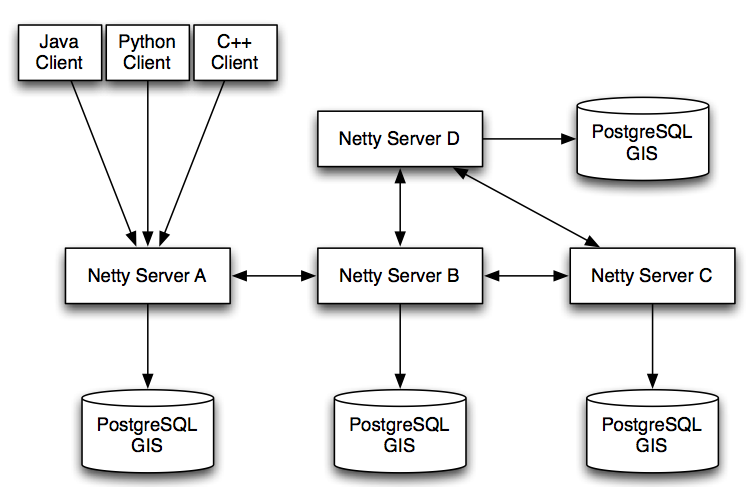 Java
Client
Python
Client
C++
Client
Netty Server D
PostgreSQL
GIS
Netty Server A
Netty Server B
Netty Server C
PostgreSQL
GIS
PostgreSQL
GIS
PostgreSQL
GIS